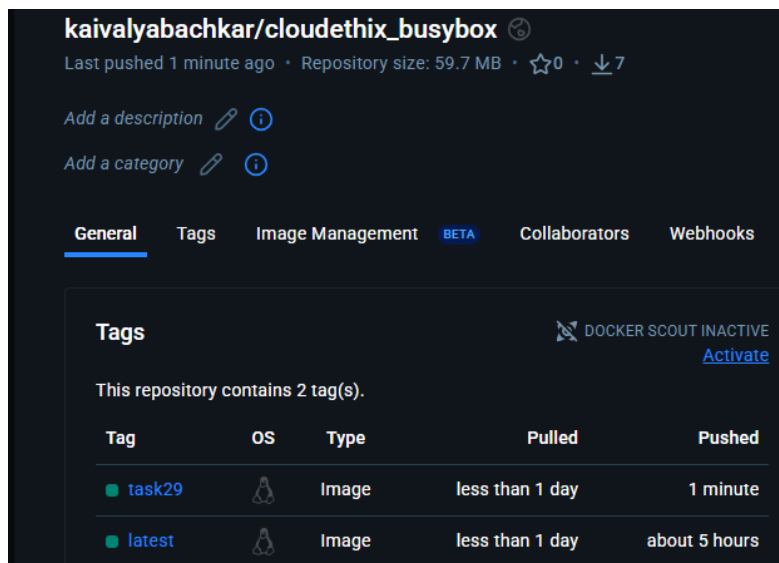 kaivalyabachkar/cloudethix_busybox
Last pushed 1 minute ago · Repository size: 59.7 MB · 0 · 7
Add a description
Add a category
General Tags Image Management BETA Collaborators Webhooks
Tags
DOCKER SCOUT INACTIVE
Activate
This repository contains 2 tag(s).
Tag OS Type Pulled Pushed
task29 Image less than 1 day 1 minute
latest Image less than 1 day about 5 hours